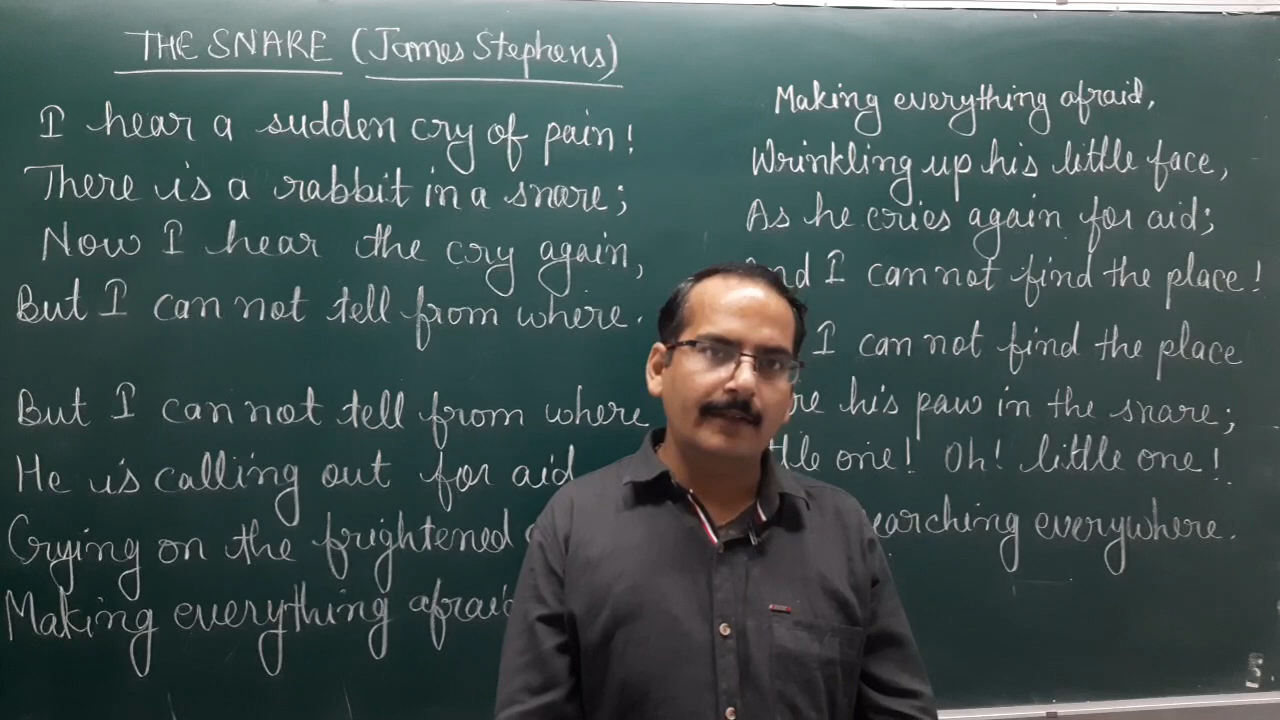 THE SNARE (James Stephens)
I hear a sudden cry of pain!
There is a rabbit in a snare;
Now I hear the cry again,
But I can not tell from where.
But I can not tell from where
He is calling out for aid
Crying on the frightened
Making everything afraid
Making everything afraid,
Wrinkling up his little face,
As he cries again for aid;
And I can not find the place!
I can not find the place
his paw in the snare;
one! Oh! little one!
searching everywhere.